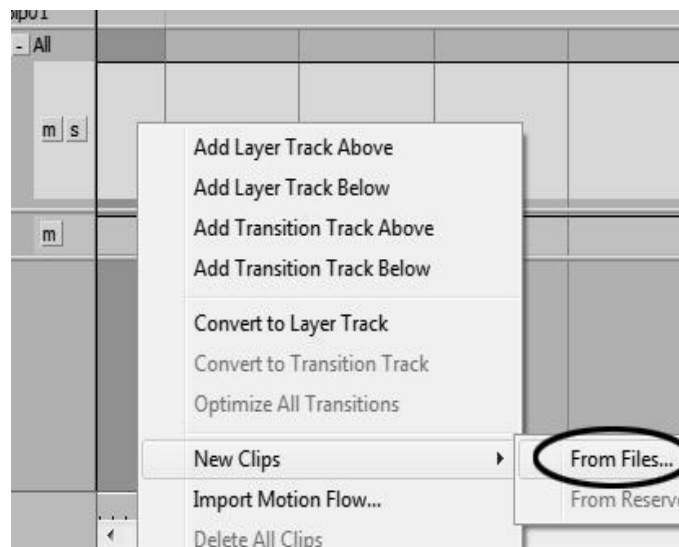 - All
m s
Add Layer Track Above
Add Layer Track Below
Add Transition Track Above
m
Add Transition Track Below
Convert to Layer Track
Convert to Transition Track
Optimize All Transitions
New Clips
From Files...
Import Motion Flow...
From Reserve
Delete All Clips